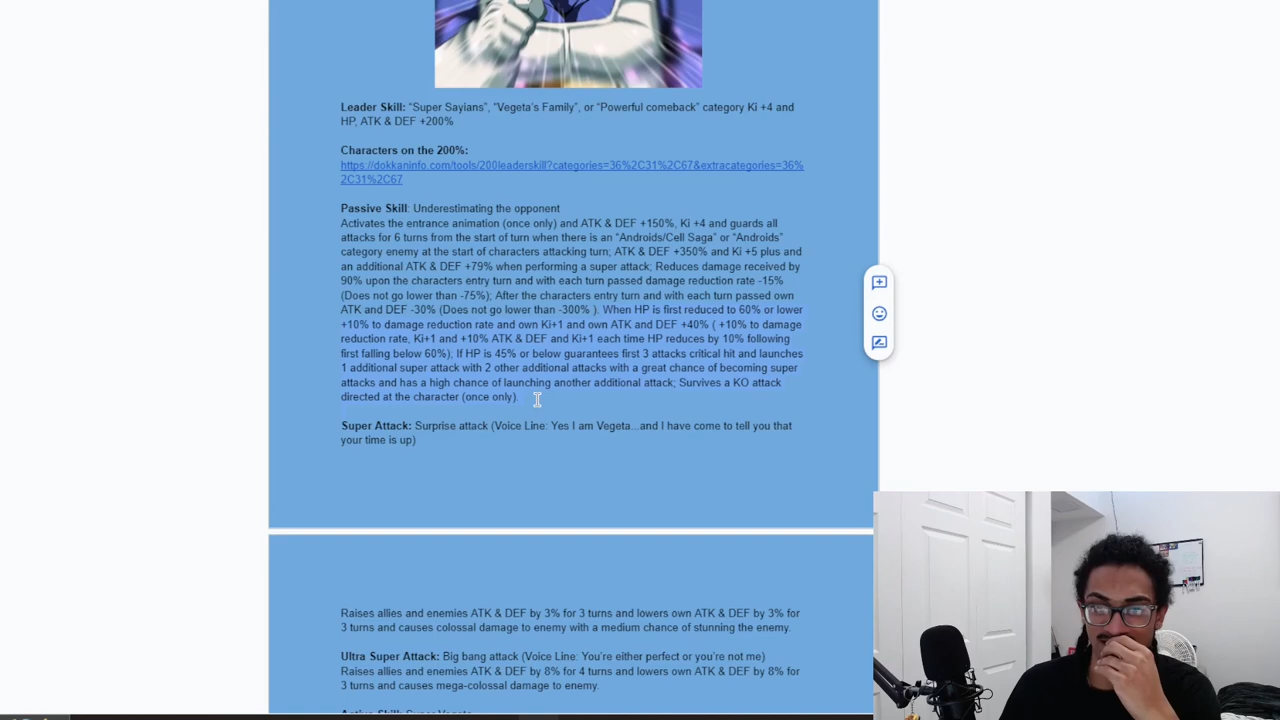 Leader Skill: “Super Sayians”, “Vegeta’s Family”, or “Powerful comeback” category Ki +4 and
HP, ATK & DEF +200%
Characters on the 200%:
https://dokkaninfo.com/tools/200leaderskill?categories=36%2C31%2C67&extracategories=36%
2C31%2C67
Passive Skill: Underestimating the opponent
Activates the entrance animation (once only) and ATK & DEF +150%, Ki +4 and guards all
attacks for 6 turns from the start of turn when there is an “Androids/Cell Saga” or “Androids”
category enemy at the start of characters attacking turn; ATK & DEF +350% and Ki +5 plus and
an additional ATK & DEF +79% when performing a super attack; Reduces damage received by
90% upon the characters entry turn and with each turn passed damage reduction rate -15%
(Does not go lower than -75%); After the characters entry turn and with each turn passed own
ATK and DEF -30% (Does not go lower than -300% ). When HP is first reduced to 60% or lower
+10% to damage reduction rate and own Ki+1 and own ATK and DEF +40% ( +10% to damage
reduction rate, Ki+1 and +10% ATK & DEF and Ki+1 each time HP reduces by 10% following
first falling below 60%); If HP is 45% or below guarantees first 3 attacks critical hit and launches
1 additional super attack with 2 other additional attacks with a great chance of becoming super
attacks and has a high chance of launching another additional attack; Survives a KO attack
directed at the character (once only).
Super Attack: Surprise attack (Voice Line: Yes I am Vegeta...and I have come to tell you that
your time is up)
Raises allies and enemies ATK & DEF by 3% for 3 turns and lowers own ATK & DEF by 3% for
3 turns and causes colossal damage to enemy with a medium chance of stunning the enemy.
Ultra Super Attack: Big bang attack (Voice Line: You’re either perfect or you’re not me)
Raises allies and enemies ATK & DEF by 8% for 4 turns and lowers own ATK & DEF by 8% for
3 turns and causes mega-colossal damage to enemy.
Active Skill: Super Vegeta